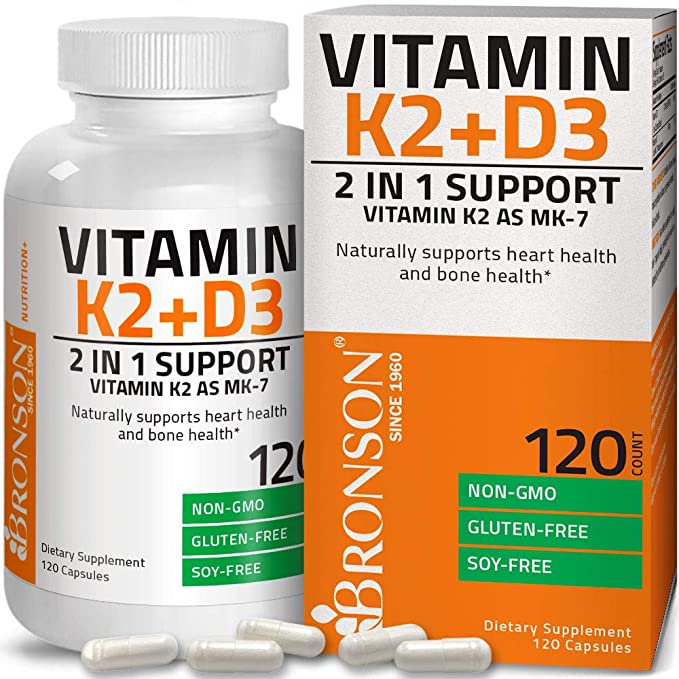 VITAMIN
K2+D3
2 IN 1 SUPPORT
VITAMIN K2 AS MK-7
Naturally supports heart health
and bone health*
120
NON-GMO
GLUTEN-FREE
SOY-FREE
Dietary Supplement
120 Capsules
BRONSON®
SINCE 1960
NUTRITION+
VITAMIN
K2+D3
2 IN 1 SUPPORT
VITAMIN K2 AS MK-7
Naturally supports heart health
and bone health*
BRONSON®
SINCE 1960
120 COUNT
NON-GMO
GLUTEN-FREE
SOY-FREE
Dietary Supplement
120 Capsules